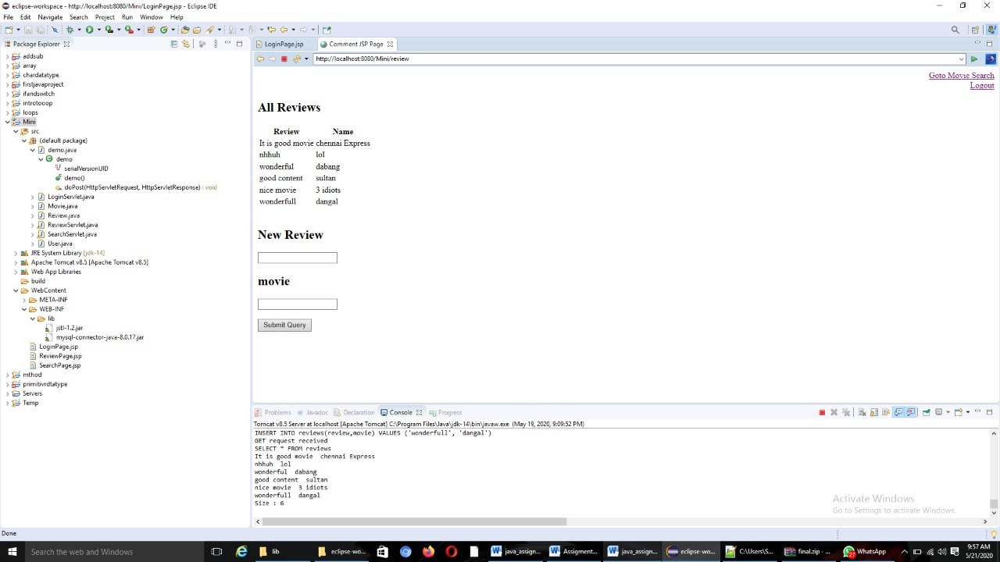 eclipse-workspace - http://localhost:8080/Mini/LoginPage.jsp - Eclipse IDE
File Edit Navigate Search Project Run Window Help
Package Explorer
addsub
array
chardatatype
firstjavaproject
ifandswitch
introtooop
loops
Mini
src
(default package)
demo.java
demo
serialVersionUID
demo()
doPost(HttpServletRequest, HttpServletResponse) : void
LoginServlet.java
Movie.java
Review.java
ReviewServlet.java
SearchServlet.java
User.java
JRE System Library [jdk-14]
Apache Tomcat v8.5 [Apache Tomcat v8.5]
Web App Libraries
build
WebContent
META-INF
WEB-INF
lib
jstl-1.2.jar
mysql-connector-java-8.0.17.jar
LoginPage.jsp
ReviewPage.jsp
SearchPage.jsp
mthod
primitivrdtatype
Servers
Temp
LoginPage.jsp Comment JSP Page
http://localhost:8080/Mini/review
Goto Movie Search
Logout
All Reviews
Review Name
It is good movie chennai Express
nhhuh lol
wonderful dabang
good content sultan
nice movie 3 idiots
wonderfull dangal
New Review
movie
Submit Query
Problems Javadoc Declaration Console Progress
Tomcat v8.5 Server at localhost [Apache Tomcat] C:\Program Files\Java\jdk-14\bin\javaw.exe (May 19, 2020, 9:09:52 PM)
INSERT INTO reviews(review,movie) VALUES ('wonderfull', 'dangal')
GET request received
SELECT * FROM reviews
It is good movie chennai Express
nhhuh lol
wonderful dabang
good content sultan
nice movie 3 idiots
wonderfull dangal
Size : 6
Activate Windows
Go to Settings to activate Windows.
Done
Search the web and Windows
lib
eclipse-wo...
java_assign...
Assigment...
java_assign...
eclipse-wo...
C:\Users\S...
final.zip - ...
27 WhatsApp
9:57 AM
5/21/2020